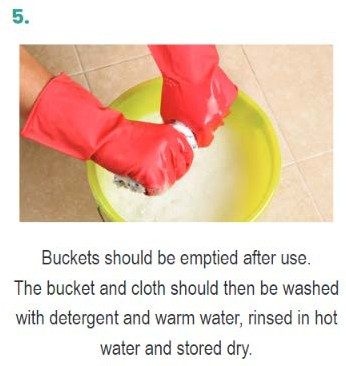 5.
Buckets should be emptied after use.
The bucket and cloth should then be washed
with detergent and warm water, rinsed in hot
water and stored dry.